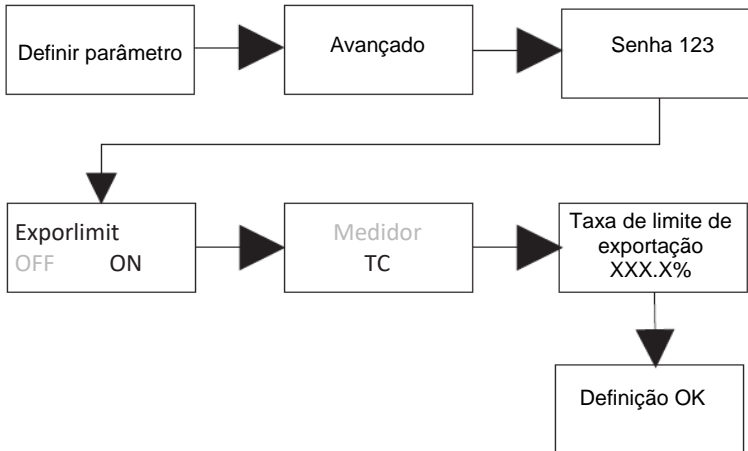 Definir parâmetro
Avançado
Senha 123
Exporlimit
OFF ON
Medidor
TC
Taxa de limite de
exportação
XXX.X%
Definição OK